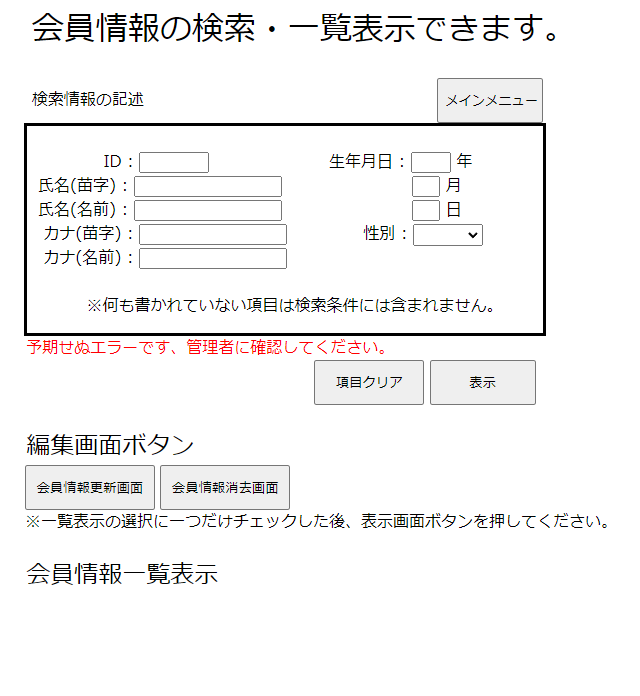 会員情報の検索・一覧表示できます。
検索情報の記述
メインメニュー
ID：
生年月日： 年
氏名(苗字)： 月
氏名(名前)： 日
カナ(苗字)： 性別：
カナ(名前)：
※何も書かれていない項目は検索条件には含まれません。
予期せぬエラーです、管理者に確認してください。
項目クリア 表示
編集画面ボタン
会員情報更新画面 会員情報消去画面
※一覧表示の選択に一つだけチェックした後、表示画面ボタンを押してください。
会員情報一覧表示